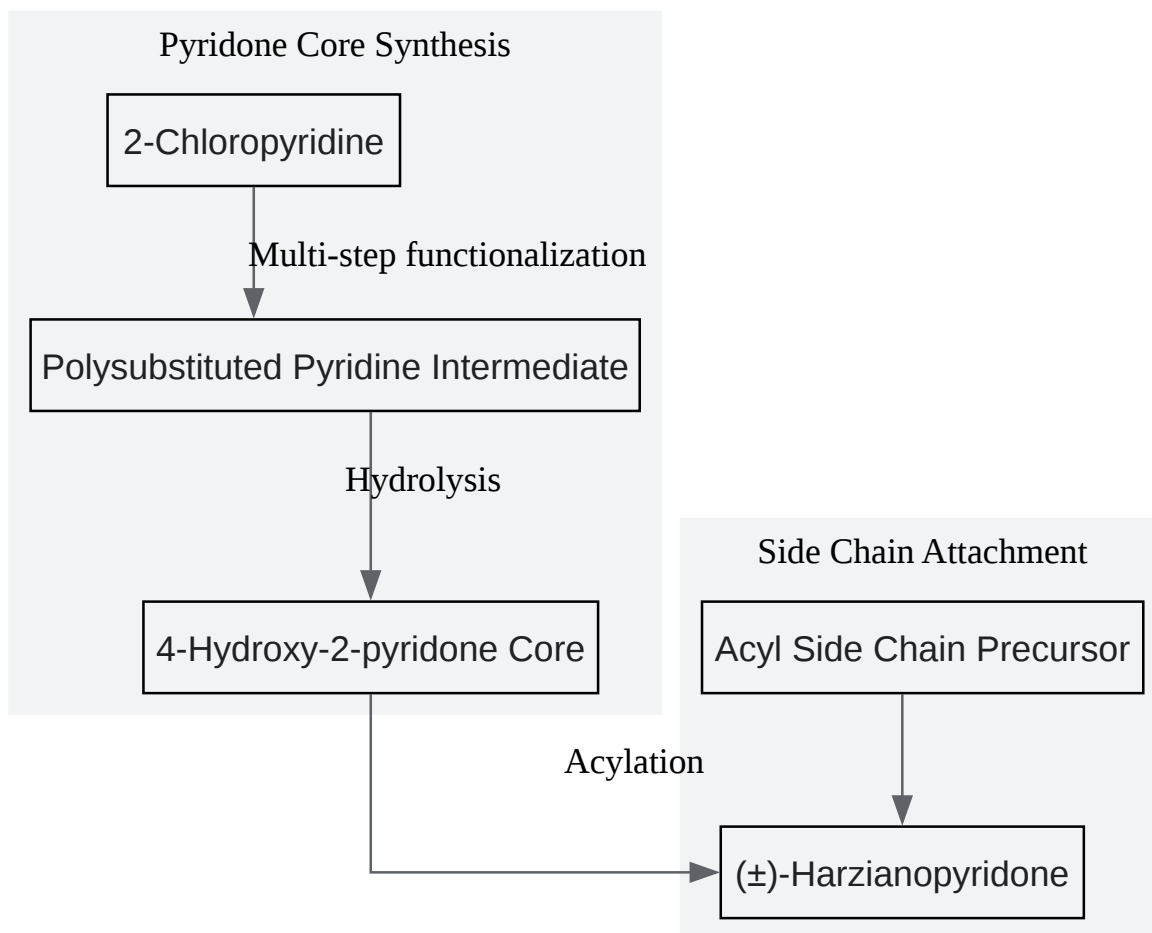 Pyridone Core Synthesis
2-Chloropyridine
Multi-step functionalization
Polysubstituted Pyridine Intermediate
Hydrolysis
4-Hydroxy-2-pyridone Core
Side Chain Attachment
Acyl Side Chain Precursor
Acylation
(±)-Harzianopyridone